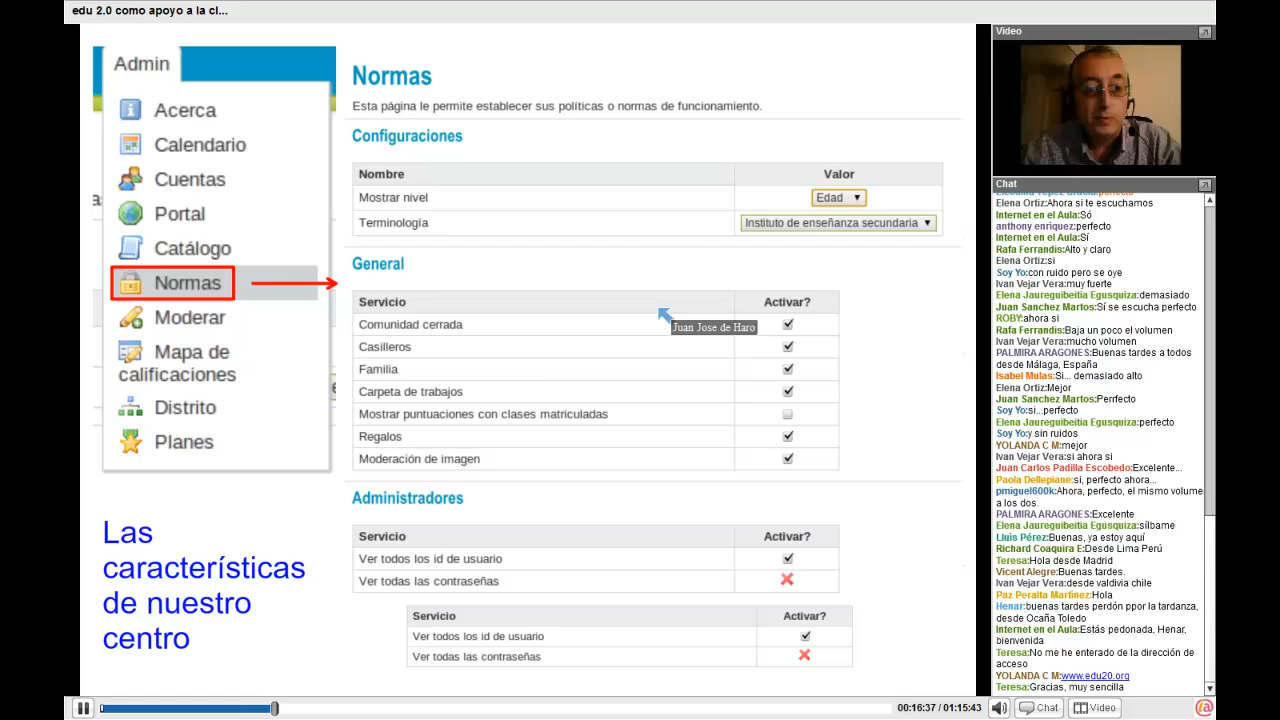 edu 2.0 como apoyo a la cl...
Admin
Acerca
Calendario
Cuentas
Portal
Catálogo
Normas
Moderar
Mapa de
calificaciones
Distrito
Planes
Las
características
de nuestro
centro
Normas
Esta página le permite establecer sus políticas o normas de funcionamiento.
Configuraciones
Nombre Valor
Mostrar nivel Edad
Terminología Instituto de enseñanza secundaria
General
Servicio Activar?
Juan Jose de Haro
Comunidad cerrada
Casilleros
Familia
Carpeta de trabajos
Mostrar puntuaciones con clases matriculadas
Regalos
Moderación de imagen
Administradores
Servicio Activar?
Ver todos los id de usuario
Ver todas las contraseñas
Servicio Activar?
Ver todos los id de usuario
Ver todas las contraseñas
Video
Chat
Elena Ortiz:Ahora si te escuchamos
Internet en el Aula:Só
anthony enriquez:perfecto
Internet en el Aula:Sí
Rafa Ferrandis:Alto y claro
Elena Ortiz:si
Soy Yo:con ruido pero se oye
Ivan Vejar Vera:muy fuerte
Elena Jaureguibeitia Egusquiza:demasiado
Juan Sanchez Martos:Sí se escucha perfecto
ROBY:ahora si
Rafa Ferrandis:Baja un poco el volumen
Ivan Vejar Vera:mucho volumen
PALMIRA ARAGONES:Buenas tardes a todos
desde Málaga, España
Isabel Mulas:Si... demasiado alto
Elena Ortiz:Mejor
Juan Sanchez Martos:Perrfecto
Soy Yo:si...perfecto
Elena Jaureguibeitia Egusquiza:perfecto
Soy Yo:y sin ruidos
YOLANDA C M:mejor
Ivan Vejar Vera:si ahora si
Juan Carlos Padilla Escobedo:Excelente...
Paola Dellepiane:si, perfecto ahora...
pmiguel600k:Ahora, perfecto, el mismo volume
a los dos.
PALMIRA ARAGONES:Excelente
Elena Jaureguibeitia Egusquiza:sílbame
Lluìs Pérez:Buenas, ya estoy aquí
Richard Coaquira E:Desde Lima Perú
Teresa:Hola desde Madrid
Vicent Alegre:Buenas tardes.
Ivan Vejar Vera:desde valdivia chile
Paz Peralta Martínez:Hola
Henar:buenas tardes perdón ppor la tardanza,
desde Ocaña Toledo
Internet en el Aula:Estás pedonada, Henar,
bienvenida
Teresa:No me he enterado de la dirección de
acceso
YOLANDA C M:www.edu20.org
Teresa:Gracias, muy sencilla
00:16:37 / 01:15:43
Chat
Video